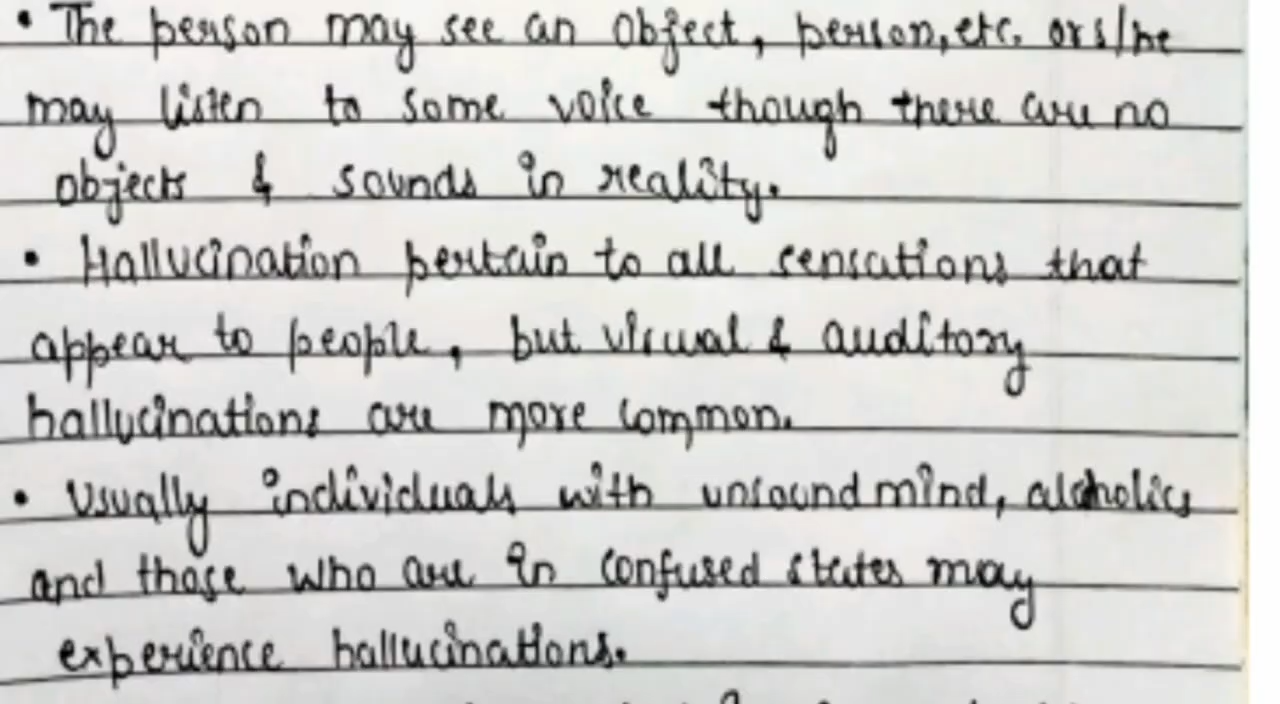 • The person may see an object, person, etc. or s/he
may listen to some voice though there are no
objects & sounds in reality.
• Hallucination pertain to all sensations that
appear to people, but visual & auditory
hallucinations are more common.
• Usually individuals with unsound mind, alcholics
and those who are in confused states may
experience hallucinations.